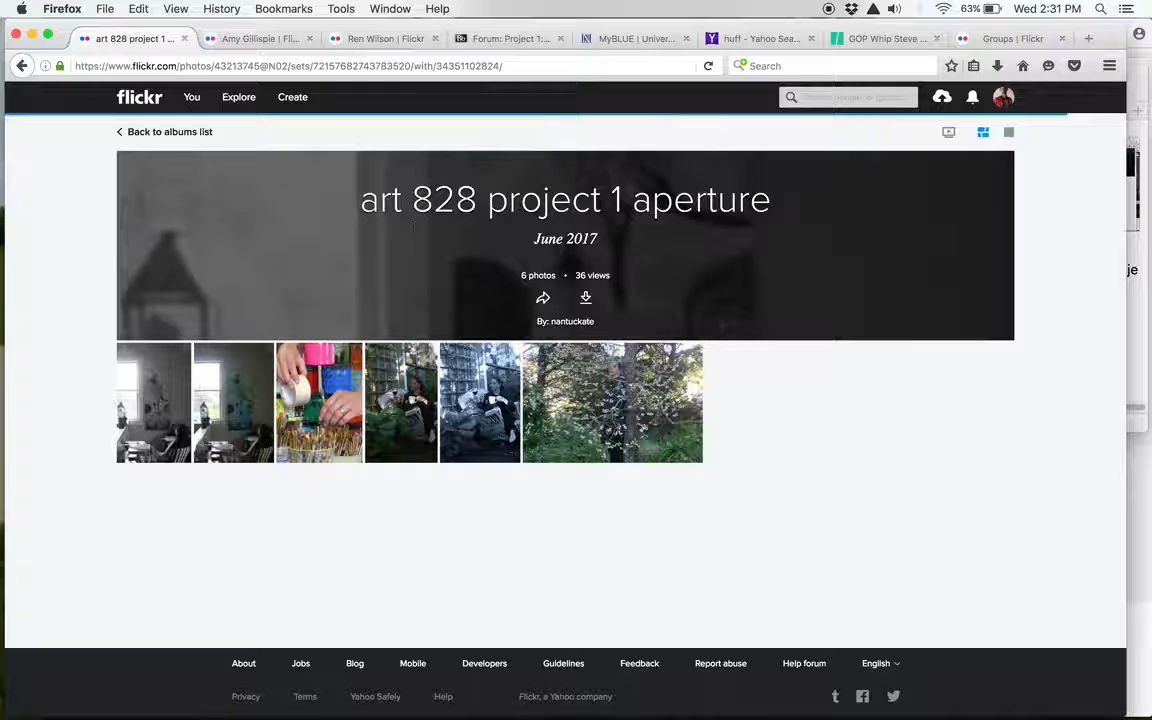 Firefox File Edit View History Bookmarks Tools Window Help 63% Wed 2:31 PM
art 828 project 1 ... Amy Gillispie | Fli... Ren Wilson | Flickr Forum: Project 1:... MyBLUE | Univer... huff - Yahoo Sea... GOP Whip Steve ... Groups | Flickr
https://www.flickr.com/photos/43213745@N02/sets/72157682743783520/with/34351102824/ Search
flickr You Explore Create
Back to albums list
art 828 project 1 aperture
June 2017
6 photos • 36 views
By: nantuckate
je
About Jobs Blog Mobile Developers Guidelines Feedback Report abuse Help forum English
Privacy Terms Yahoo Safely Help Flickr, a Yahoo company